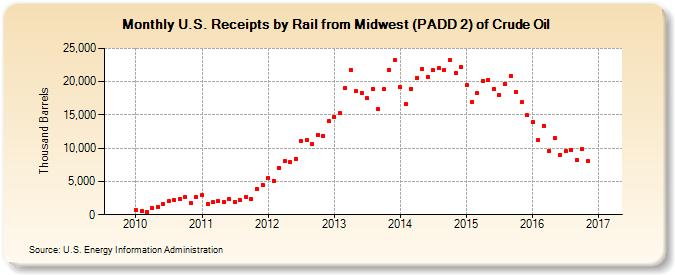 Monthly U.S. Receipts by Rail from Midwest (PADD 2) of Crude Oil
Thousand Barrels
25,000
20,000
15,000
10,000
5,000
0
2010 2011 2012 2013 2014 2015 2016 2017
Source: U.S. Energy Information Administration